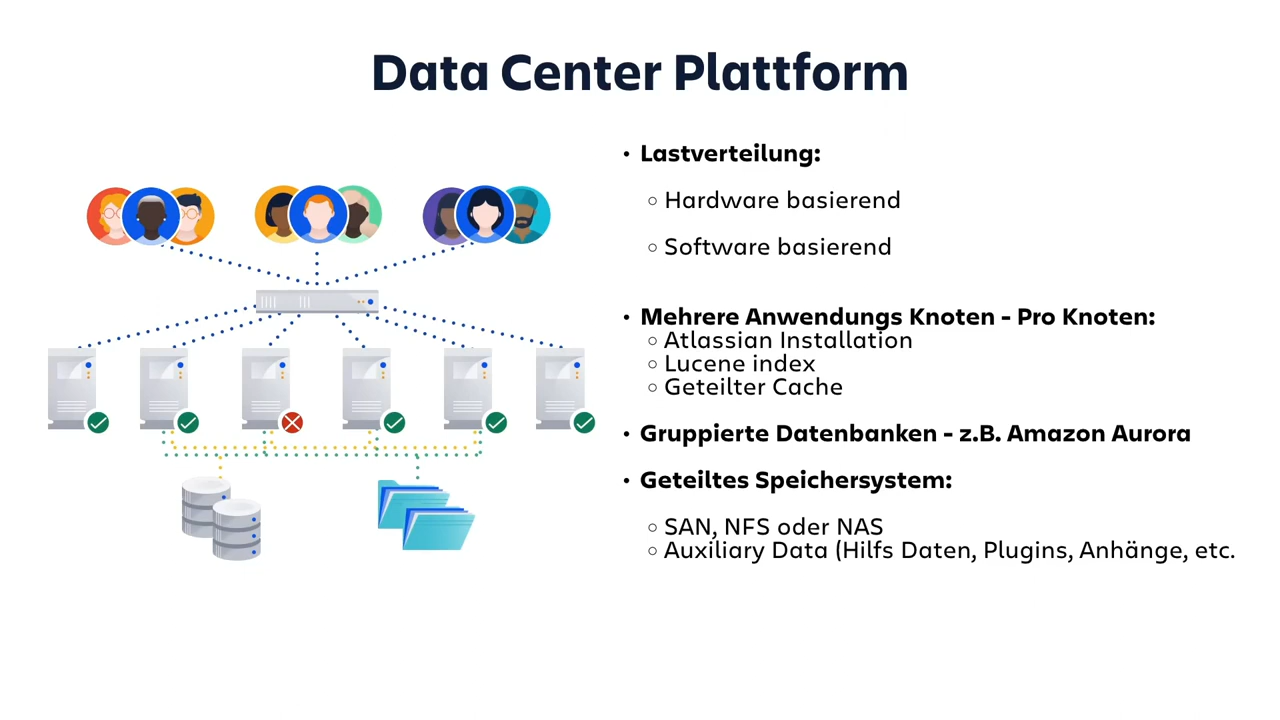 Data Center Plattform
• Lastverteilung:
○ Hardware basierend
○ Software basierend
• Mehrere Anwendungs Knoten - Pro Knoten:
○ Atlassian Installation
○ Lucene index
○ Geteilter Cache
• Gruppierte Datenbanken - z.B. Amazon Aurora
• Geteiltes Speichersystem:
○ SAN, NFS oder NAS
○ Auxiliary Data (Hilfs Daten, Plugins, Anhänge, etc.